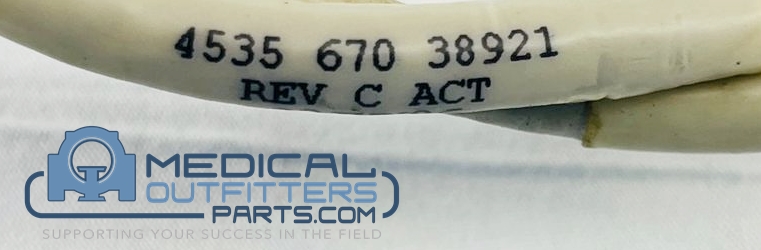 4535 670 38921
REV C ACT
MEDICAL
OUTFITTERS
PARTS.COM
SUPPORTING YOUR SUCCESS IN THE FIELD